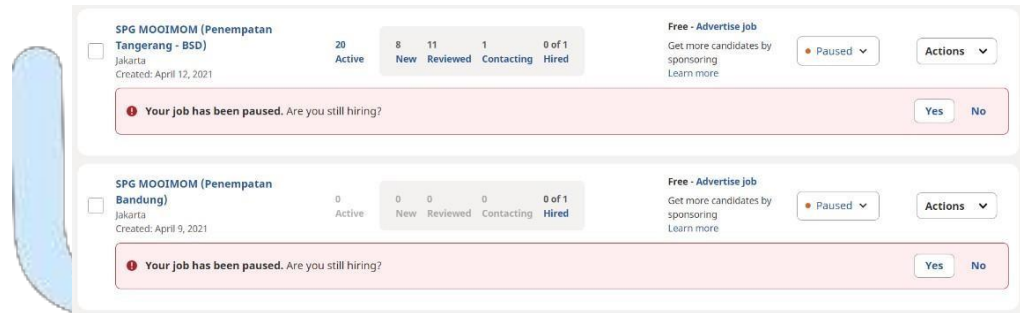 SPG MOOIMOM (Penempatan
Tangerang - BSD)
Jakarta
Created: April 12, 2021
20
Active
8 11 1 0 of 1
New Reviewed Contacting Hired
Free - Advertise job
Get more candidates by
sponsoring
Learn more
Paused
Actions
Your job has been paused. Are you still hiring?
Yes No
SPG MOOIMOM (Penempatan
Bandung)
Jakarta
Created: April 9, 2021
0
Active
0 0 0 0 of 1
New Reviewed Contacting Hired
Free - Advertise job
Get more candidates by
sponsoring
Learn more
Paused
Actions
Your job has been paused. Are you still hiring?
Yes No